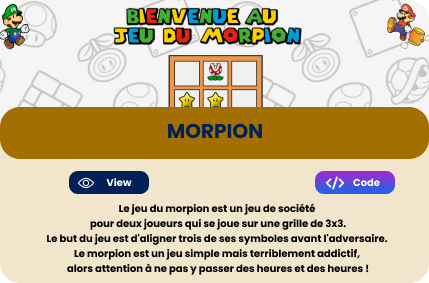 BIENVENUE AU
JEU DU MORPION
MORPION
View
Code
Le jeu du morpion est un jeu de société
pour deux joueurs qui se joue sur une grille de 3x3.
Le but du jeu est d'aligner trois de ses symboles avant l'adversaire.
Le morpion est un jeu simple mais terriblement addictif,
alors attention à ne pas y passer des heures et des heures !